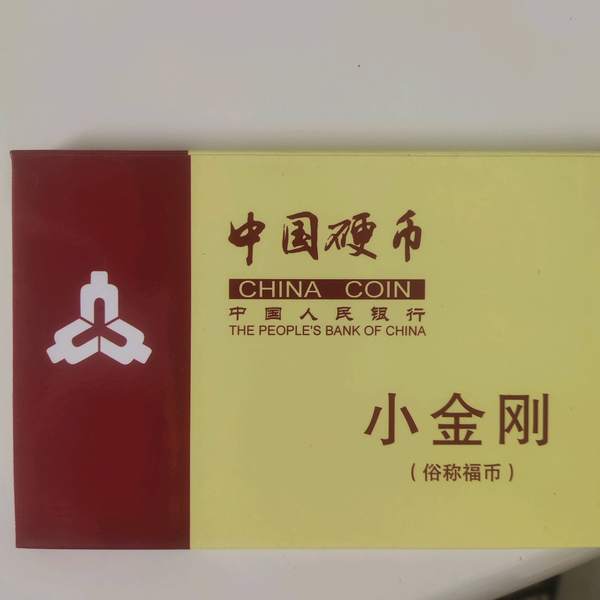 中国硬币
CHINA COIN
中国人民银行
THE PEOPLE'S BANK OF CHINA
小金刚
（俗称福币）